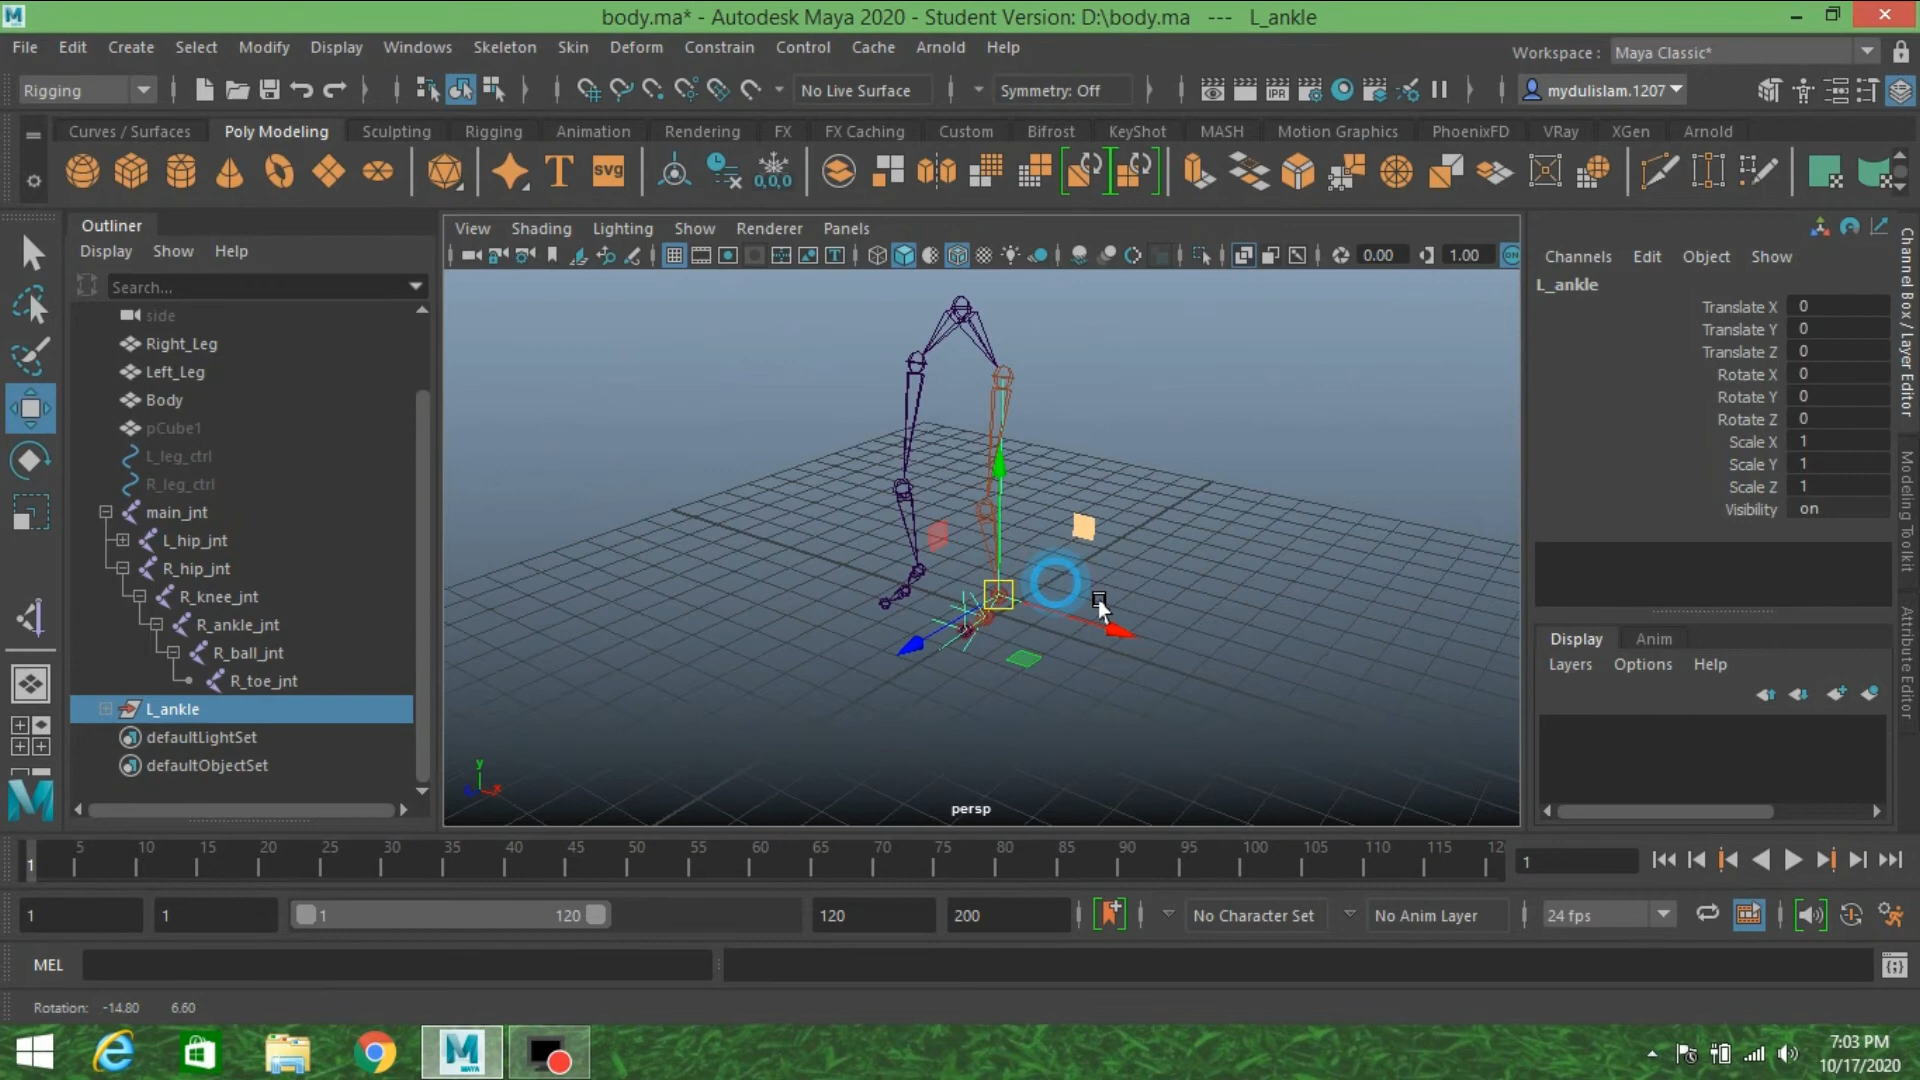 body.ma* - Autodesk Maya 2020 - Student Version: D:\body.ma --- L_ankle
File Edit Create Select Modify Display Windows Skeleton Skin Deform Constrain Control Cache Arnold Help
Workspace : Maya Classic*
Rigging
No Live Surface
Symmetry: Off
IPR
mydulislam.1207
Curves / Surfaces Poly Modeling Sculpting Rigging Animation Rendering FX FX Caching Custom Bifrost KeyShot MASH Motion Graphics PhoenixFD VRay XGen Arnold
T
SVG
0,0,0
Outliner
Display Show Help
Search...
side
Right_Leg
Left_Leg
Body
pCube1
L_leg_ctrl
R_leg_ctrl
main_jnt
L_hip_jnt
R_hip_jnt
R_knee_jnt
R_ankle_jnt
R_ball_jnt
R_toe_jnt
L_ankle
defaultLightSet
defaultObjectSet
View Shading Lighting Show Renderer Panels
0.00
1.00
ON
y
x
persp
Channels Edit Object Show
L_ankle
Translate X 0
Translate Y 0
Translate Z 0
Rotate X 0
Rotate Y 0
Rotate Z 0
Scale X 1
Scale Y 1
Scale Z 1
Visibility on
Display Anim
Layers Options Help
Channel Box / Layer Editor
Modeling Toolkit
Attribute Editor
1 5 10 15 20 25 30 35 40 45 50 55 60 65 70 75 80 85 90 95 100 105 110 115 12
1
1
1
1 120
120
200
No Character Set
No Anim Layer
24 fps
MEL
Rotation: -14.80 6.60
MAYA
7:03 PM
10/17/2020